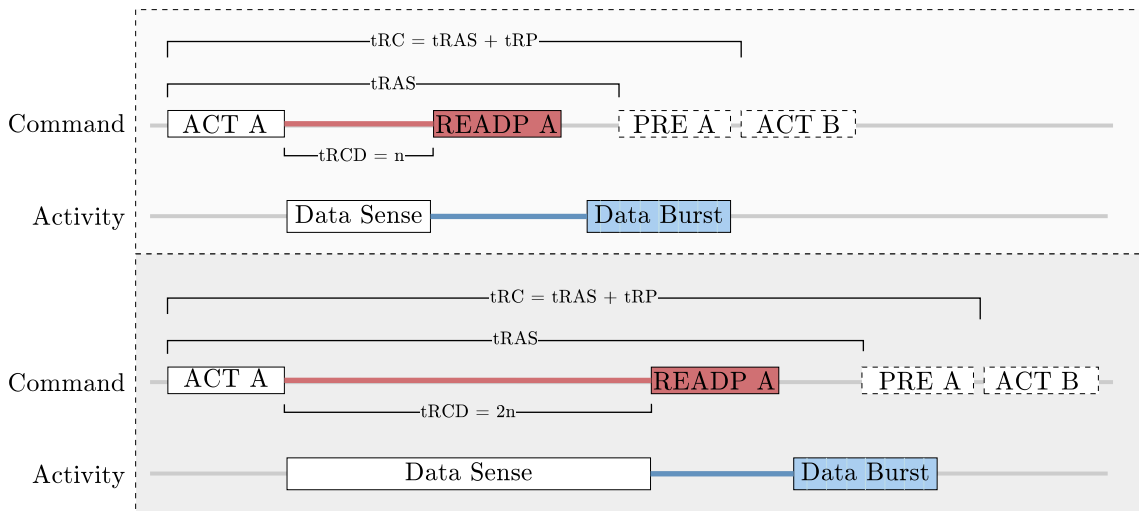 tRC = tRAS + tRP
tRAS
Command ACT A READP A PRE A ACT B
tRCD = n
Activity Data Sense Data Burst
tRC = tRAS + tRP
tRAS
Command ACT A READP A PRE A ACT B
tRCD = 2n
Activity Data Sense Data Burst